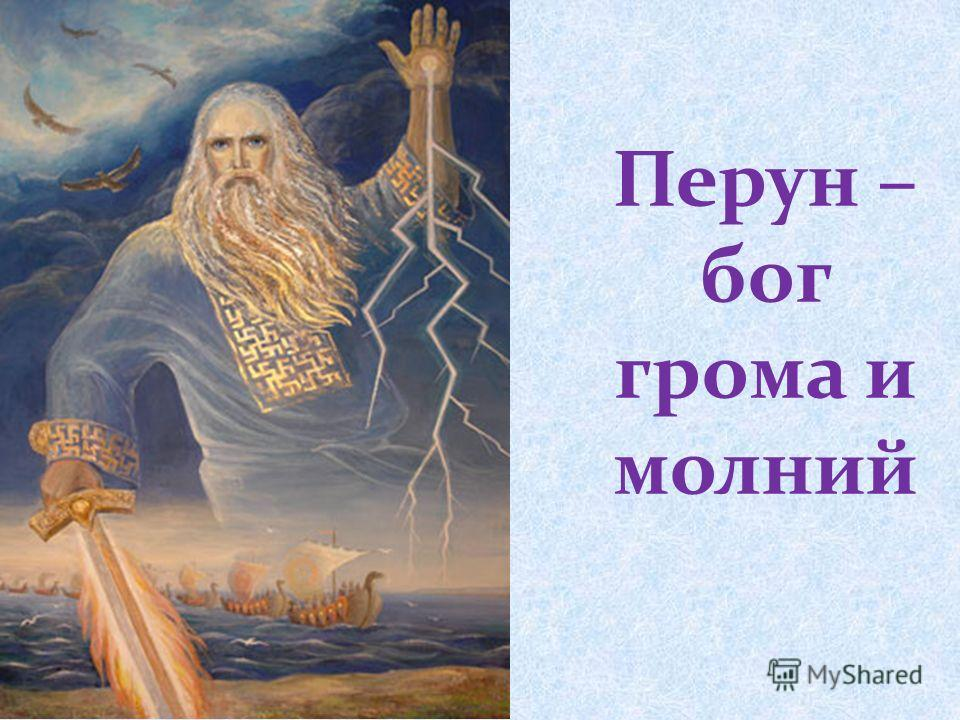 Перун –
бог
грома и
молний
MyShared